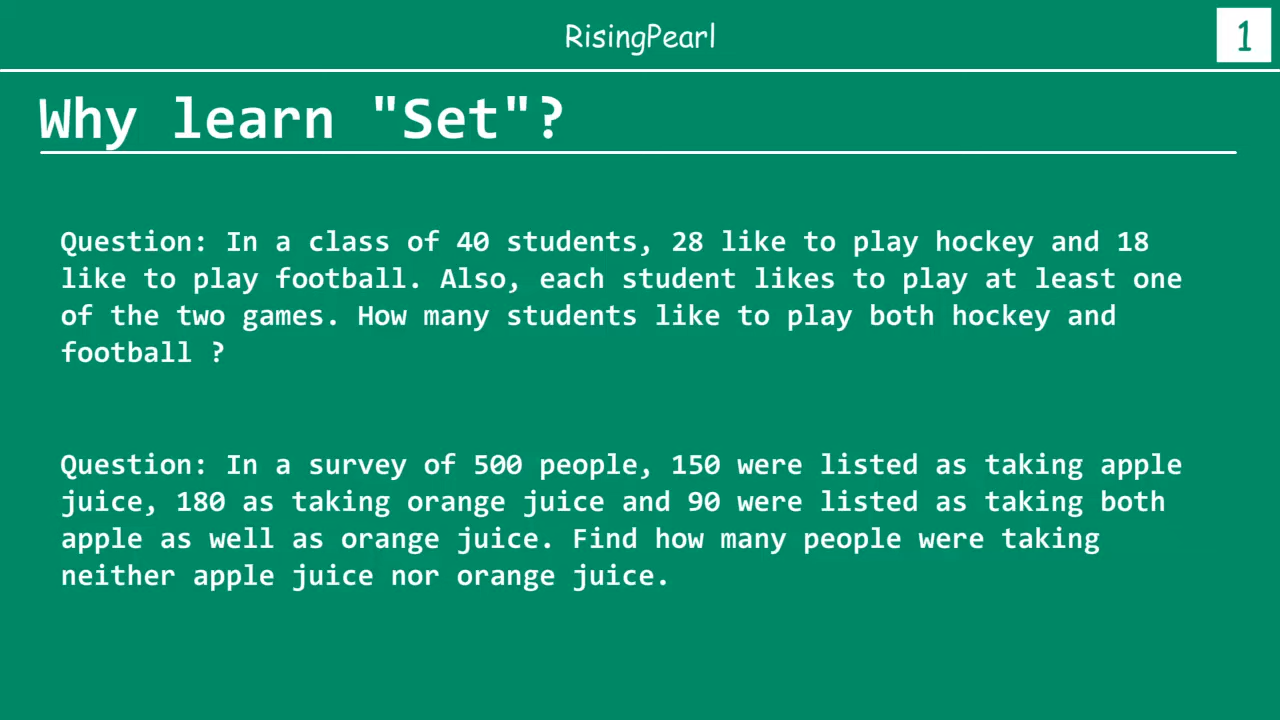 RisingPearl
1
Why learn "Set"?
Question: In a class of 40 students, 28 like to play hockey and 18
like to play football. Also, each student likes to play at least one
of the two games. How many students like to play both hockey and
football ?
Question: In a survey of 500 people, 150 were listed as taking apple
juice, 180 as taking orange juice and 90 were listed as taking both
apple as well as orange juice. Find how many people were taking
neither apple juice nor orange juice.